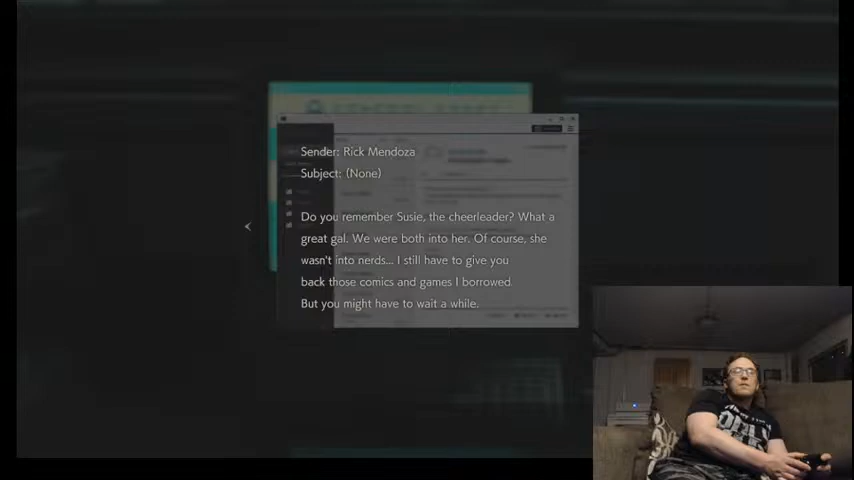 Sender: Rick Mendoza
Subject: (None)
Do you remember Susie, the cheerleader? What a
great gal. We were both into her. Of course, she
wasn't into nerds... I still have to give you
back those comics and games I borrowed.
But you might have to wait a while.